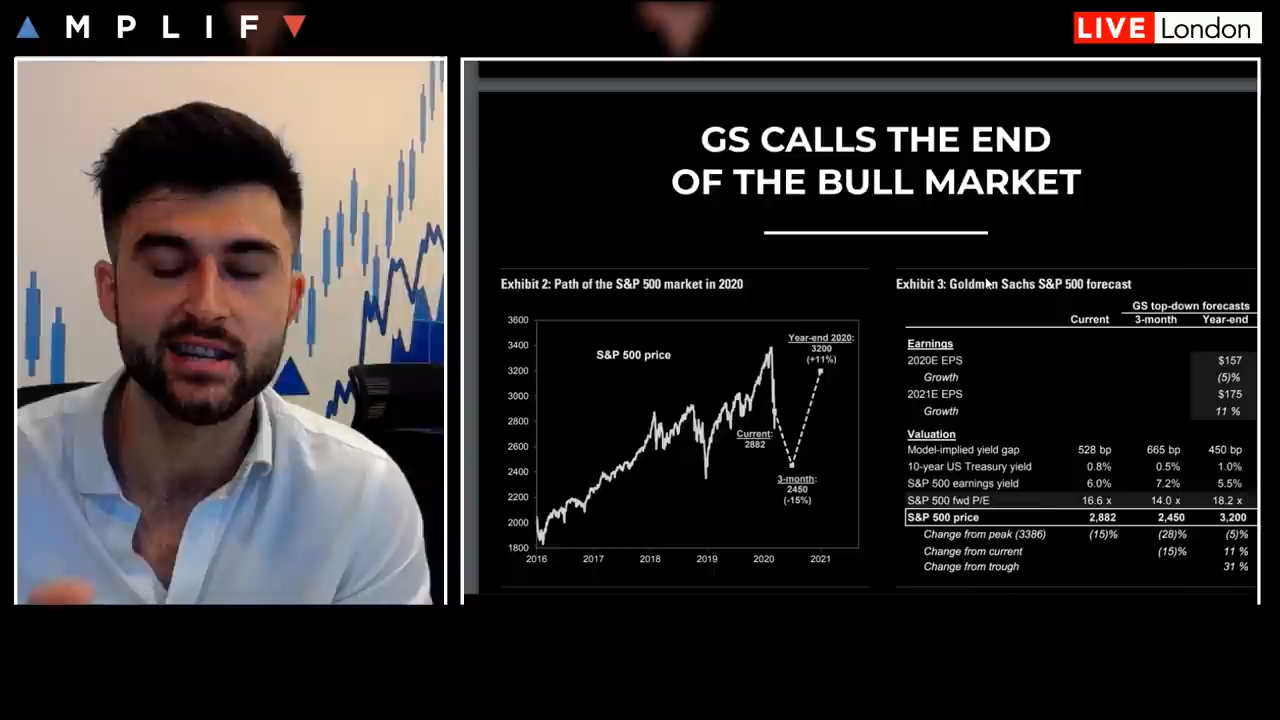 MPLIF
LIVE London
GS CALLS THE END
OF THE BULL MARKET
Exhibit 2: Path of the S&P 500 market in 2020
3600
3400
3200
3000
2800
2600
2400
2200
2000
1800
S&P 500 price
Year-end 2020:
3200
(+11%)
Current:
2882
3-month:
2450
(-15%)
2016 2017 2018 2019 2020 2021
Exhibit 3: Goldman Sachs S&P 500 forecast
GS top-down forecasts
Current 3-month Year-end
Earnings
2020E EPS $157
Growth (5)%
2021E EPS $175
Growth 11 %
Valuation
Model-implied yield gap 528 bp 665 bp 450 bp
10-year US Treasury yield 0.8% 0.5% 1.0%
S&P 500 earnings yield 6.0% 7.2% 5.5%
S&P 500 fwd P/E 16.6 x 14.0 x 18.2 x
S&P 500 price 2,882 2,450 3,200
Change from peak (3386) (15)% (28)% (5)%
Change from current (15)% 11 %
Change from trough 31 %